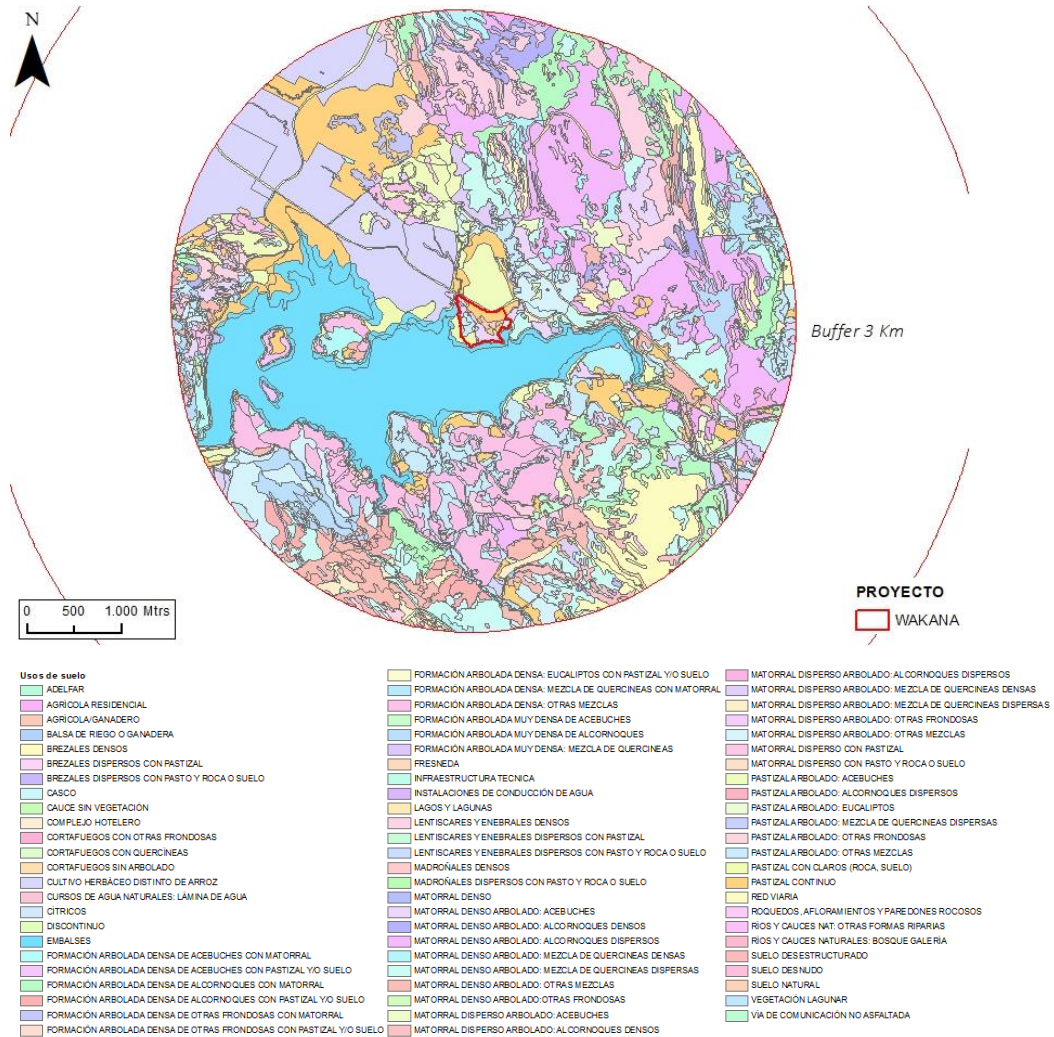 N
Buffer 3 Km
0 500 1.000 Mtrs
PROYECTO
WAKANA
Usos de suelo
ADELFAR
AGRÍCOLA RESIDENCIAL
AGRÍCOLA/GANADERO
BALSA DE RIEGO O GANADERA
BREZALES DENSOS
BREZALES DISPERSOS CON PASTIZAL
BREZALES DISPERSOS CON PASTO Y ROCA O SUELO
CASCO
CAUCE SIN VEGETACIÓN
COMPLEJO HOTELERO
CORTAFUEGOS CON OTRAS FRONDOSAS
CORTAFUEGOS CON QUERCÍNEAS
CORTAFUEGOS SIN ARBOLADO
CULTIVO HERBÁCEO DISTINTO DE ARROZ
CURSOS DE AGUA NATURALES: LÁMINA DE AGUA
CÍTRICOS
DISCONTINUO
EMBALSES
FORMACIÓN ARBOLADA DENSA DE ACEBUCHES CON MATORRAL
FORMACIÓN ARBOLADA DENSA DE ACEBUCHES CON PASTIZAL Y/O SUELO
FORMACIÓN ARBOLADA DENSA DE ALCORNOQUES CON MATORRAL
FORMACIÓN ARBOLADA DENSA DE ALCORNOQUES CON PASTIZAL Y/O SUELO
FORMACIÓN ARBOLADA DENSA DE OTRAS FRONDOSAS CON MATORRAL
FORMACIÓN ARBOLADA DENSA DE OTRAS FRONDOSAS CON PASTIZAL Y/O SUELO
FORMACIÓN ARBOLADA DENSA: EUCALIPTOS CON PASTIZAL Y/O SUELO
FORMACIÓN ARBOLADA DENSA: MEZCLA DE QUERCINEAS CON MATORRAL
FORMACIÓN ARBOLADA DENSA: OTRAS MEZCLAS
FORMACIÓN ARBOLADA MUY DENSA DE ACEBUCHES
FORMACIÓN ARBOLADA MUY DENSA DE ALCORNOQUES
FORMACIÓN ARBOLADA MUY DENSA: MEZCLA DE QUERCINEAS
FRESNEDA
INFRAESTRUCTURA TECNICA
INSTALACIONES DE CONDUCCIÓN DE AGUA
LAGOS Y LAGUNAS
LENTISCARES Y ENEBRALES DENSOS
LENTISCARES Y ENEBRALES DISPERSOS CON PASTIZAL
LENTISCARES Y ENEBRALES DISPERSOS CON PASTO Y ROCA O SUELO
MADROÑALES DENSOS
MADROÑALES DISPERSOS CON PASTO Y ROCA O SUELO
MATORRAL DENSO
MATORRAL DENSO ARBOLADO: ACEBUCHES
MATORRAL DENSO ARBOLADO: ALCORNOQUES DENSOS
MATORRAL DENSO ARBOLADO: ALCORNOQUES DISPERSOS
MATORRAL DENSO ARBOLADO: MEZCLA DE QUERCINEAS DENSAS
MATORRAL DENSO ARBOLADO: MEZCLA DE QUERCINEAS DISPERSAS
MATORRAL DENSO ARBOLADO: OTRAS MEZCLAS
MATORRAL DENSO ARBOLADO:OTRAS FRONDOSAS
MATORRAL DISPERSO ARBOLADO: ACEBUCHES
MATORRAL DISPERSO ARBOLADO: ALCORNOQUES DENSOS
MATORRAL DISPERSO ARBOLADO: ALCORNOQUES DISPERSOS
MATORRAL DISPERSO ARBOLADO: MEZCLA DE QUERCINEAS DENSAS
MATORRAL DISPERSO ARBOLADO: MEZCLA DE QUERCINEAS DISPERSAS
MATORRAL DISPERSO ARBOLADO: OTRAS FRONDOSAS
MATORRAL DISPERSO ARBOLADO: OTRAS MEZCLAS
MATORRAL DISPERSO CON PASTIZAL
MATORRAL DISPERSO CON PASTO Y ROCA O SUELO
PASTIZAL ARBOLADO: ACEBUCHES
PASTIZAL ARBOLADO: ALCORNOQUES DISPERSOS
PASTIZAL ARBOLADO: EUCALIPTOS
PASTIZAL ARBOLADO: MEZCLA DE QUERCINEAS DISPERSAS
PASTIZAL ARBOLADO: OTRAS FRONDOSAS
PASTIZAL ARBOLADO: OTRAS MEZCLAS
PASTIZAL CON CLAROS (ROCA, SUELO)
PASTIZAL CONTINUO
RED VIARIA
ROQUEDOS, AFLORAMIENTOS Y PAREDONES ROCOSOS
RÍOS Y CAUCES NAT: OTRAS FORMAS RIPARIAS
RÍOS Y CAUCES NATURALES: BOSQUE GALERÍA
SUELO DESESTRUCTURADO
SUELO DESNUDO
SUELO NATURAL
VEGETACIÓN LAGUNAR
VÍA DE COMUNICACIÓN NO ASFALTADA